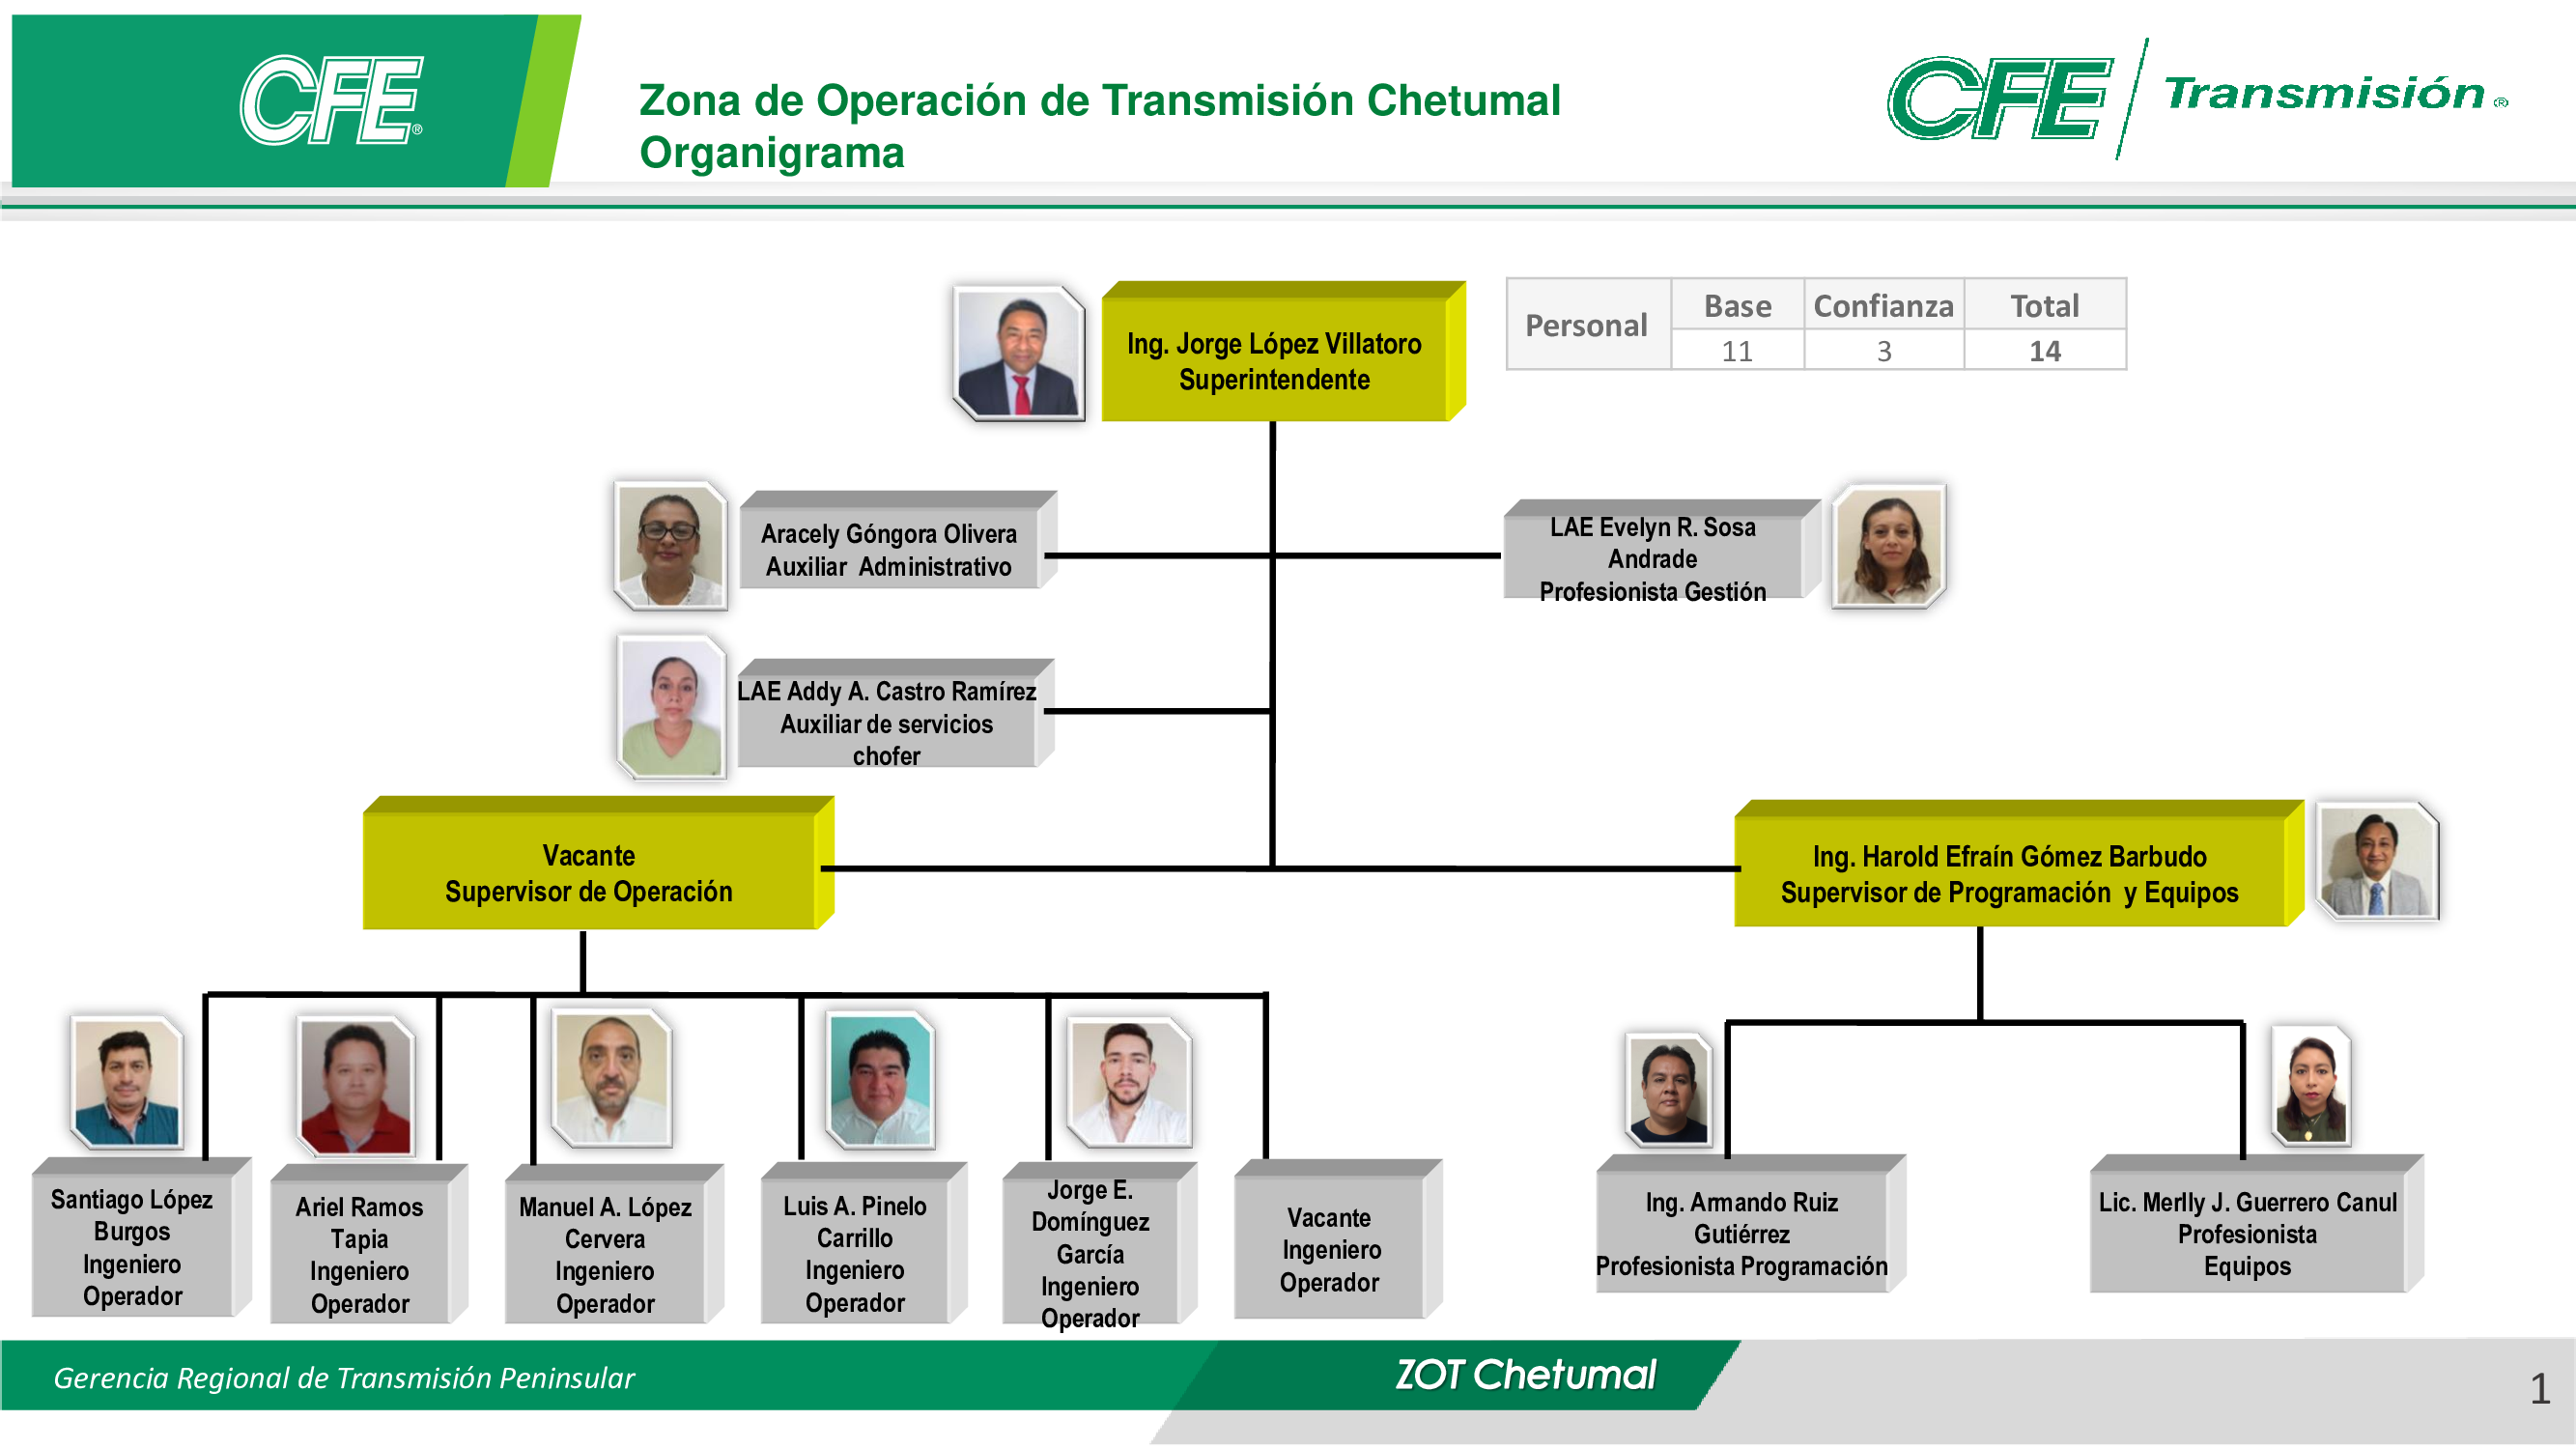 CFE®
Zona de Operación de Transmisión Chetumal
Organigrama
CFE Transmisión ®
Ing. Jorge López Villatoro
Superintendente
Personal
Base Confianza Total
11 3 14
Aracely Góngora Olivera
Auxiliar Administrativo
LAE Evelyn R. Sosa
Andrade
Profesionista Gestión
LAE Addy A. Castro Ramírez
Auxiliar de servicios
chofer
Vacante
Supervisor de Operación
Ing. Harold Efraín Gómez Barbudo
Supervisor de Programación y Equipos
Santiago López
Burgos
Ingeniero
Operador
Ariel Ramos
Tapia
Ingeniero
Operador
Manuel A. López
Cervera
Ingeniero
Operador
Luis A. Pinelo
Carrillo
Ingeniero
Operador
Jorge E.
Domínguez
García
Ingeniero
Operador
Vacante
Ingeniero
Operador
Ing. Armando Ruiz
Gutiérrez
Profesionista Programación
Lic. Merlly J. Guerrero Canul
Profesionista
Equipos
Gerencia Regional de Transmisión Peninsular
ZOT Chetumal
1